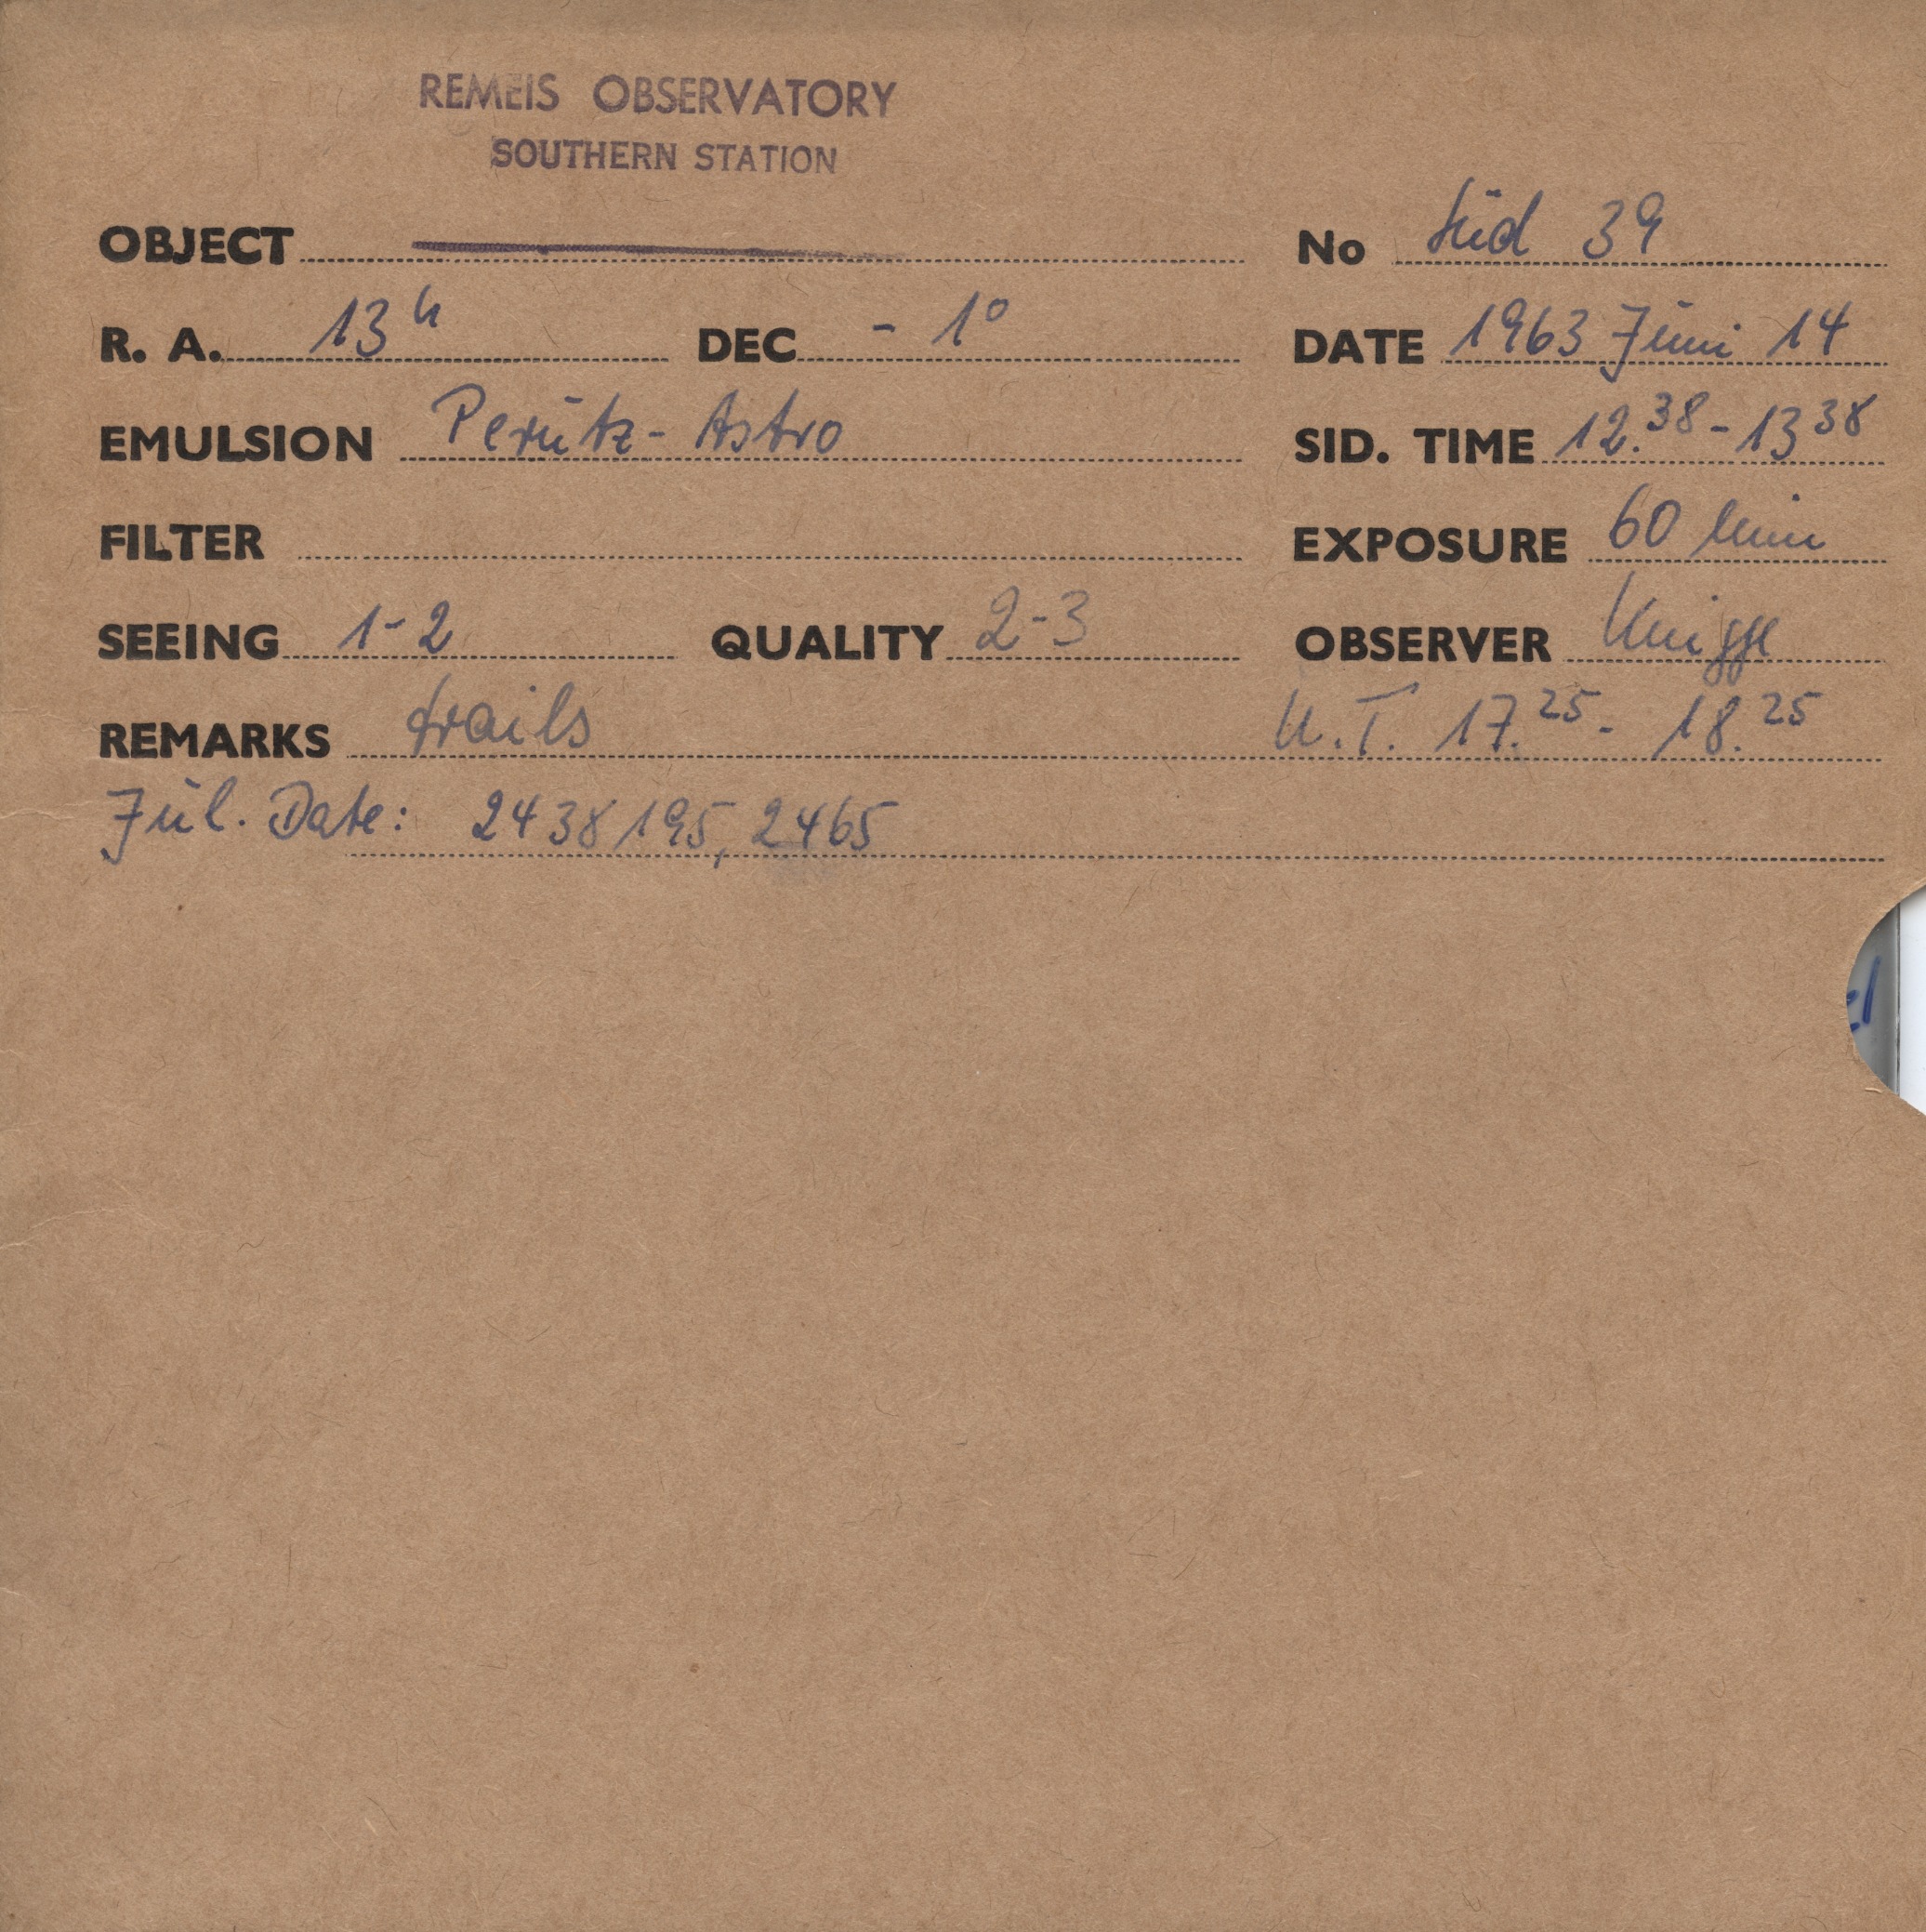 REMEIS OBSERVATORY
SOUTHERN STATION
OBJECT No Süd 39
R. A. 13h DEC - 1° DATE 1963 Juni 14
EMULSION Perutz- Astro SID. TIME 12.38 - 13 38
FILTER EXPOSURE 60 Min
SEEING 1-2 QUALITY 2-3 OBSERVER Knigge
REMARKS trails U.T. 17.25 - 18.25
Jul. Date: 2438195,2465